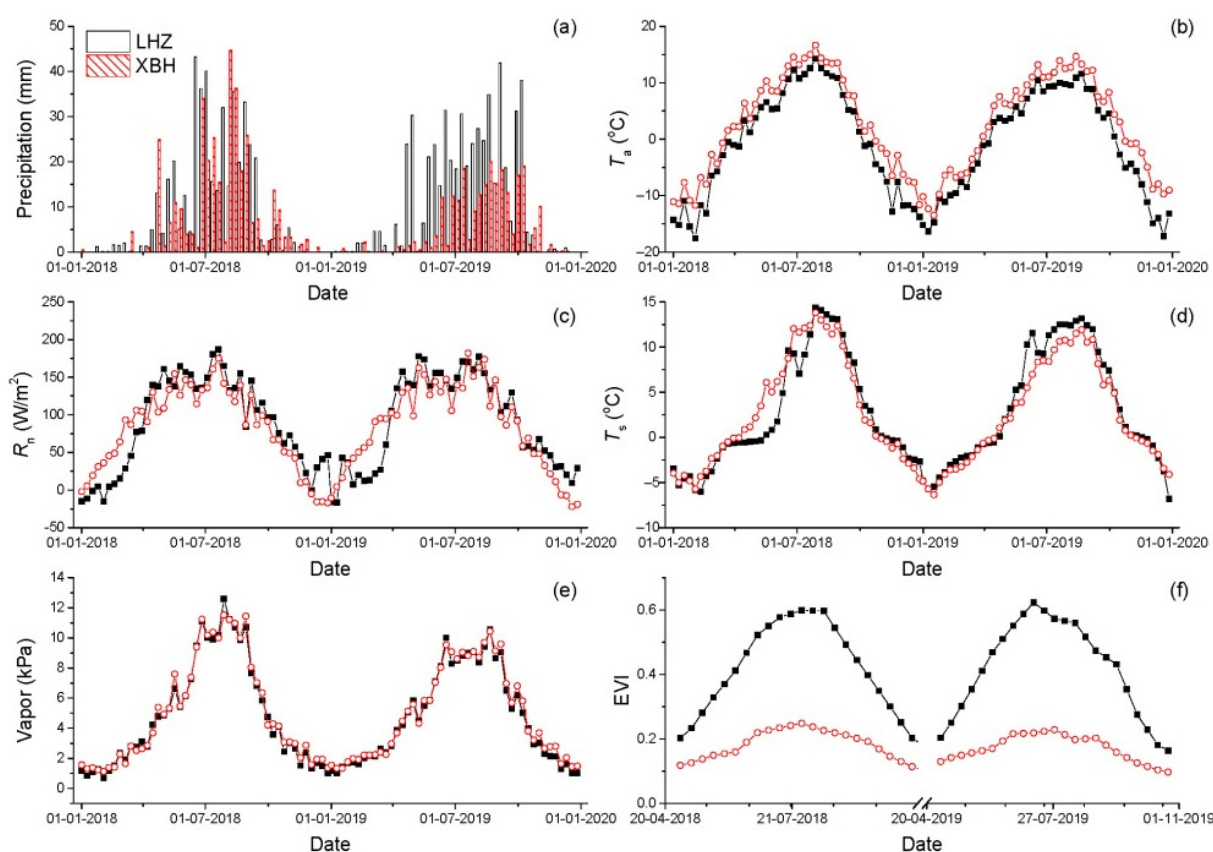 (a)
LHZ
XBH
Precipitation (mm)
50
40
30
20
10
0
01-01-2018 01-07-2018 01-01-2019 01-07-2019 01-01-2020
Date
(b)
Ta (°C)
20
10
0
−10
−20
01-01-2018 01-07-2018 01-01-2019 01-07-2019 01-01-2020
Date
(c)
Rn (W/m²)
250
200
150
100
50
0
-50
01-01-2018 01-07-2018 01-01-2019 01-07-2019 01-01-2020
Date
(d)
Ts (°C)
15
10
5
0
−5
−10
01-01-2018 01-07-2018 01-01-2019 01-07-2019 01-01-2020
Date
(e)
Vapor (kPa)
14
12
10
8
6
4
2
0
01-01-2018 01-07-2018 01-01-2019 01-07-2019 01-01-2020
Date
(f)
EVI
0.6
0.4
0.2
0.0
20-04-2018 21-07-2018 20-04-2019 27-07-2019 01-11-2019
Date